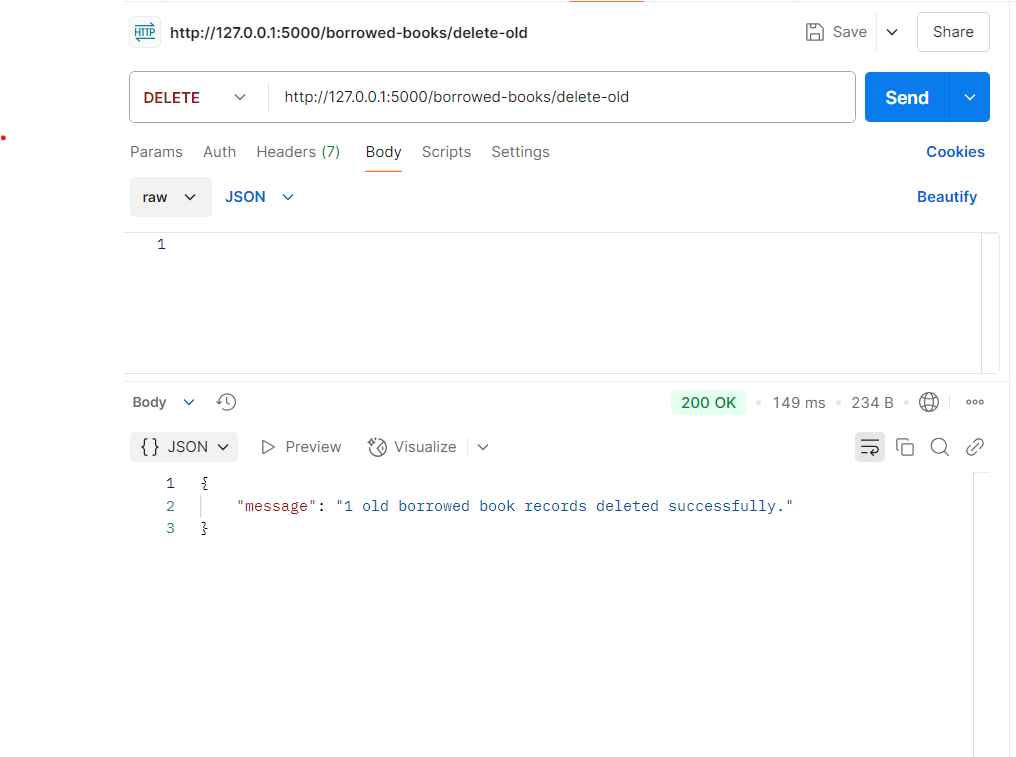 HTTP http://127.0.0.1:5000/borrowed-books/delete-old Save Share
DELETE http://127.0.0.1:5000/borrowed-books/delete-old Send
Params Auth Headers (7) Body Scripts Settings Cookies
raw JSON Beautify
1
Body 200 OK 149 ms 234 B
{} JSON Preview Visualize
1 {
2 "message": "1 old borrowed book records deleted successfully."
3 }